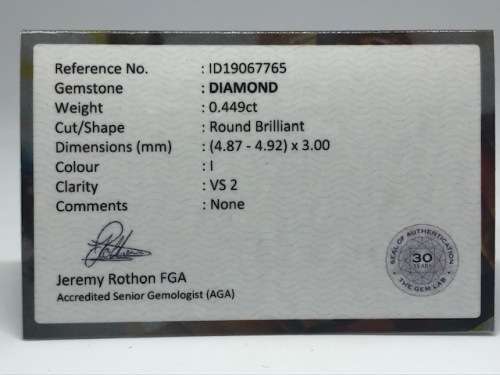 Reference No. : ID19067765
Gemstone : DIAMOND
Weight : 0.449ct
Cut/Shape : Round Brilliant
Dimensions (mm) : (4.87 - 4.92) x 3.00
Colour : I
Clarity : VS 2
Comments : None
Jeremy Rothon FGA
Accredited Senior Gemologist (AGA)
SEAL OF AUTHENTICATION
30
YEARS
THE GEM LAB